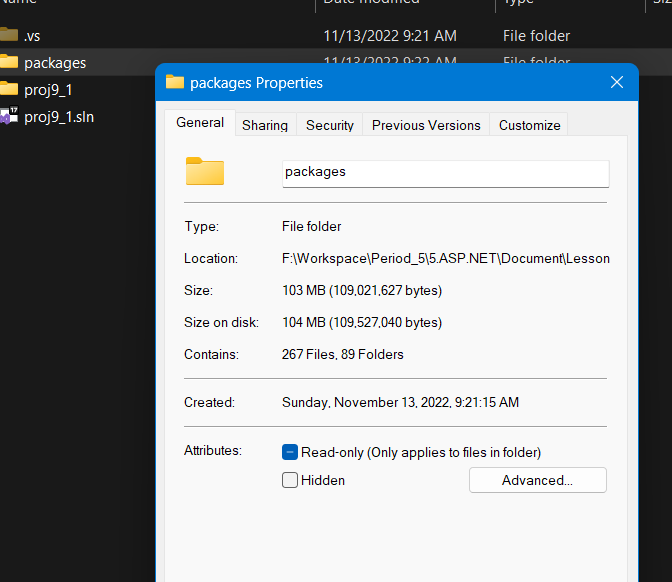 Name Date modified Type Siz
.vs 11/13/2022 9:21 AM File folder
packages 11/13/2022 9:22 AM File folder
proj9_1
proj9_1.sln
packages Properties
General Sharing Security Previous Versions Customize
packages
Type: File folder
Location: F:\Workspace\Period_5\5.ASP.NET\Document\Lesson
Size: 103 MB (109,021,627 bytes)
Size on disk: 104 MB (109,527,040 bytes)
Contains: 267 Files, 89 Folders
Created: Sunday, November 13, 2022, 9:21:15 AM
Attributes: Read-only (Only applies to files in folder)
Hidden Advanced...